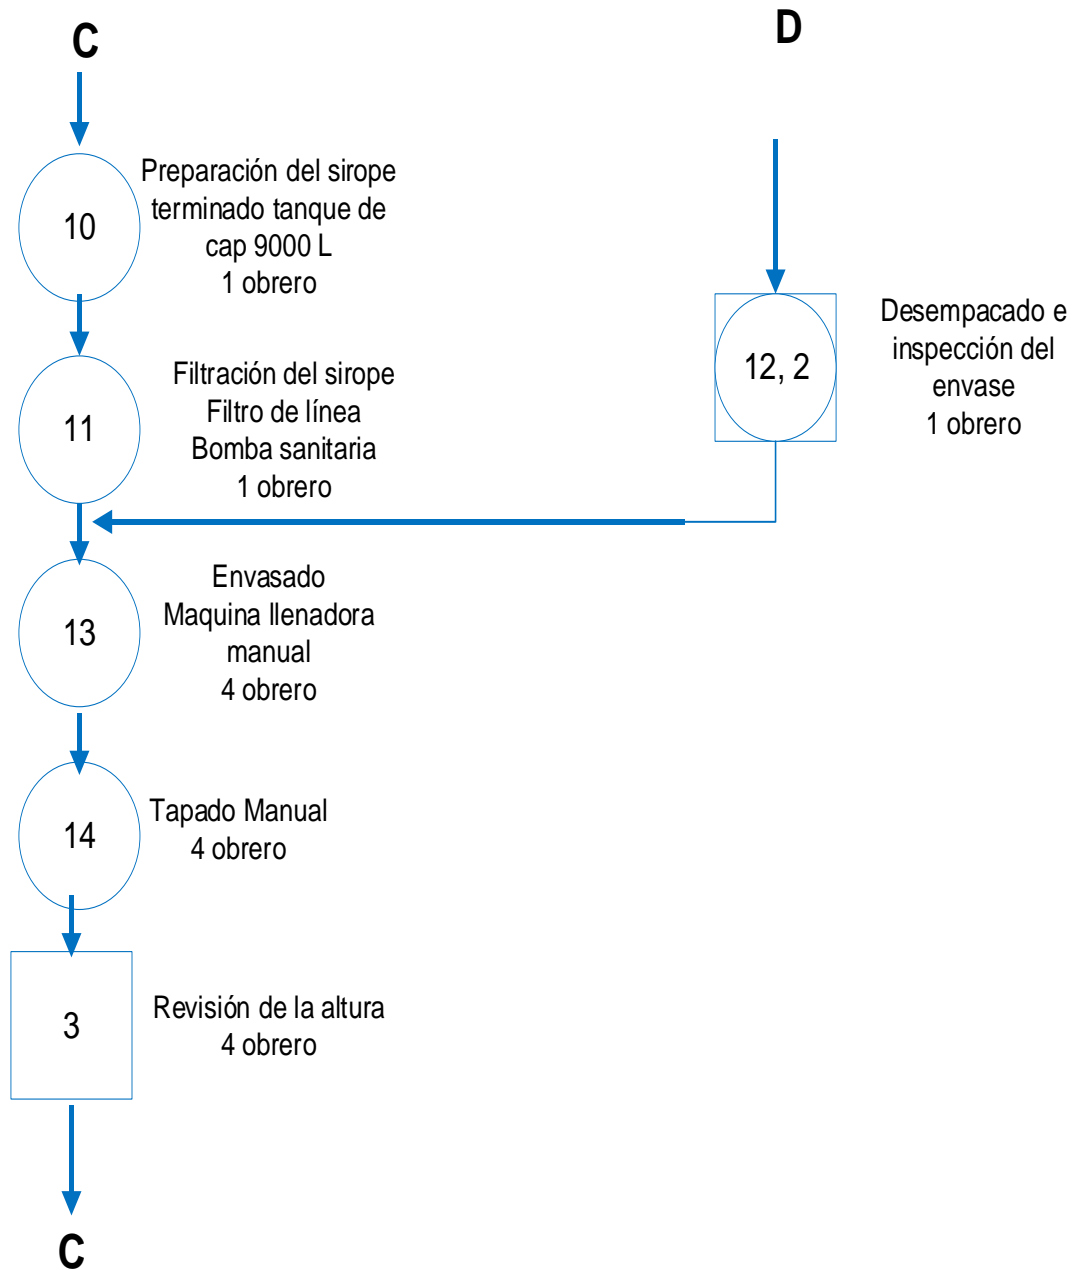 C
D
10
Preparación del sirope
terminado tanque de
cap 9000 L
1 obrero
11
Filtración del sirope
Filtro de línea
Bomba sanitaria
1 obrero
12, 2
Desempacado e
inspección del
envase
1 obrero
13
Envasado
Maquina llenadora
manual
4 obrero
14
Tapado Manual
4 obrero
3
Revisión de la altura
4 obrero
C